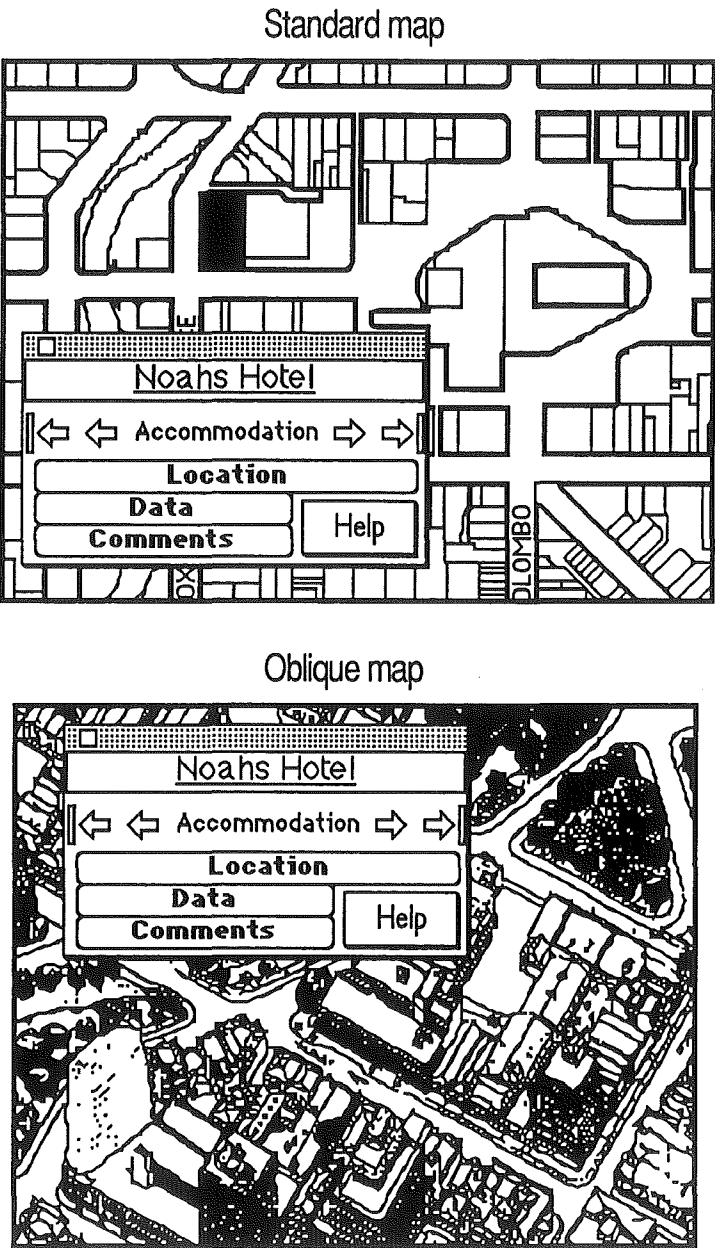 Standard map
Noahs Hotel
Accommodation
Location
Data
Comments
Help
OLOMBO
Oblique map
Noahs Hotel
Accommodation
Location
Data
Comments
Help